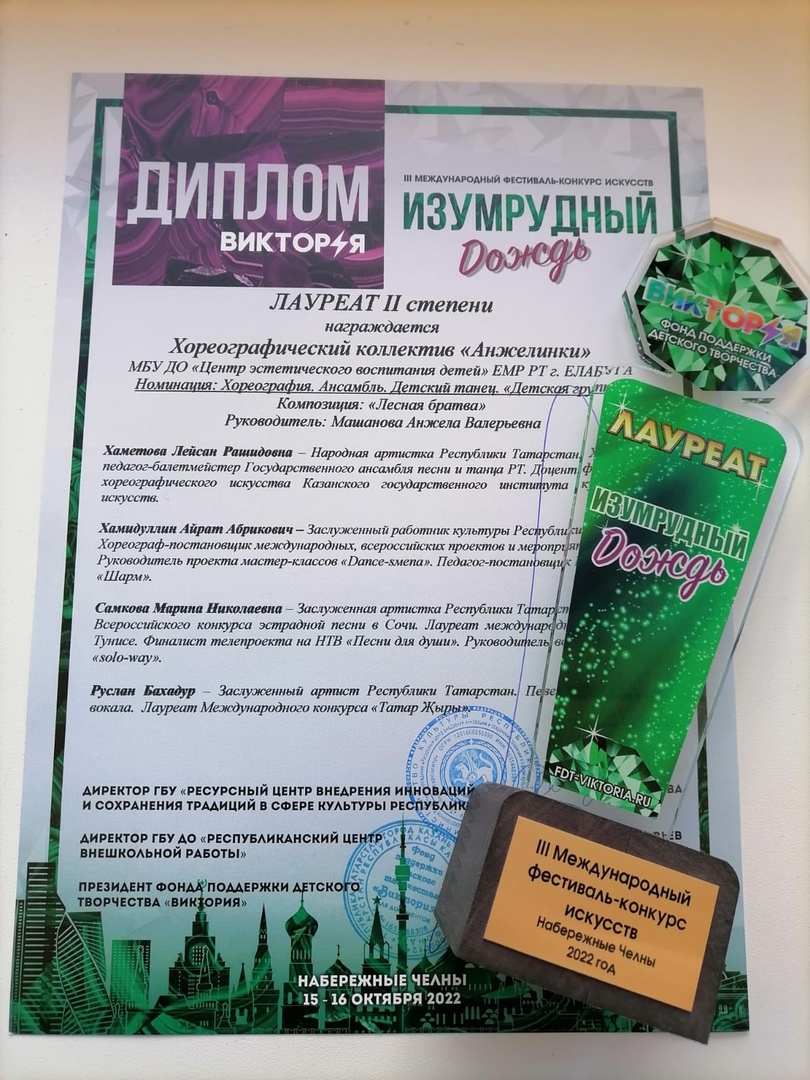 ДИПЛОМ
ВИКТОРИЯ
III МЕЖДУНАРОДНЫЙ ФЕСТИВАЛЬ-КОНКУРС ИСКУССТВ
ИЗУМРУДНЫЙ
Дождь
ЛАУРЕАТ II степени
награждается
Хореографический коллектив «Анжелинки»
МБУ ДО «Центр эстетического воспитания детей» ЕМР РТ г. ЕЛАБУГА
Номинация: Хореография. Ансамбль. Детский танец. «Детская
Композиция: «Лесная братва»
Руководитель: Машанова Анжела Валерьевна
Хаметова Лейсан Рашидовна – Народная артистка Республики Татарстан.
педагог-балетмейстер Государственного ансамбля песни и танца РТ. Доцент
хореографического искусства Казанского государственного института
искусств.
Хамидуллин Айрат Абрикович – Заслуженный работник культуры
Хореограф-постановщик международных, всероссийских проектов и
Руководитель проекта мастер-классов «Dance-smena». Педагог-постановщик
«Шарм».
Самкова Марина Николаевна – Заслуженная артистка Республики
Всероссийского конкурса эстрадной песни в Сочи. Лауреат
Тунисе. Финалист телепроекта на НТВ «Песни для души». Руководитель
«solo-way».
Руслан Бахадур – Заслуженный артист Республики Татарстан.
вокала. Лауреат Международного конкурса «Татар Җыры».
ДИРЕКТОР ГБУ «РЕСУРСНЫЙ ЦЕНТР ВНЕДРЕНИЯ ИННОВАЦИЙ
И СОХРАНЕНИЯ ТРАДИЦИЙ В СФЕРЕ КУЛЬТУРЫ
ДИРЕКТОР ГБУ ДО «РЕСПУБЛИКАНСКИЙ ЦЕНТР
ВНЕШКОЛЬНОЙ РАБОТЫ»
ПРЕЗИДЕНТ ФОНДА ПОДДЕРЖКИ ДЕТСКОГО
ТВОРЧЕСТВА «ВИКТОРИЯ»
НАБЕРЕЖНЫЕ ЧЕЛНЫ
15 - 16 ОКТЯБРЯ 2022
ВИКТОРИЯ
ФОНД ПОДДЕРЖКИ
ДЕТСКОГО ТВОРЧЕСТВА
ЛАУРЕАТ
ИЗУМРУДНЫЙ
Дождь
FDT-VIKTORIA.RU
III Международный
фестиваль-конкурс
искусств
Набережные Челны
2022 год